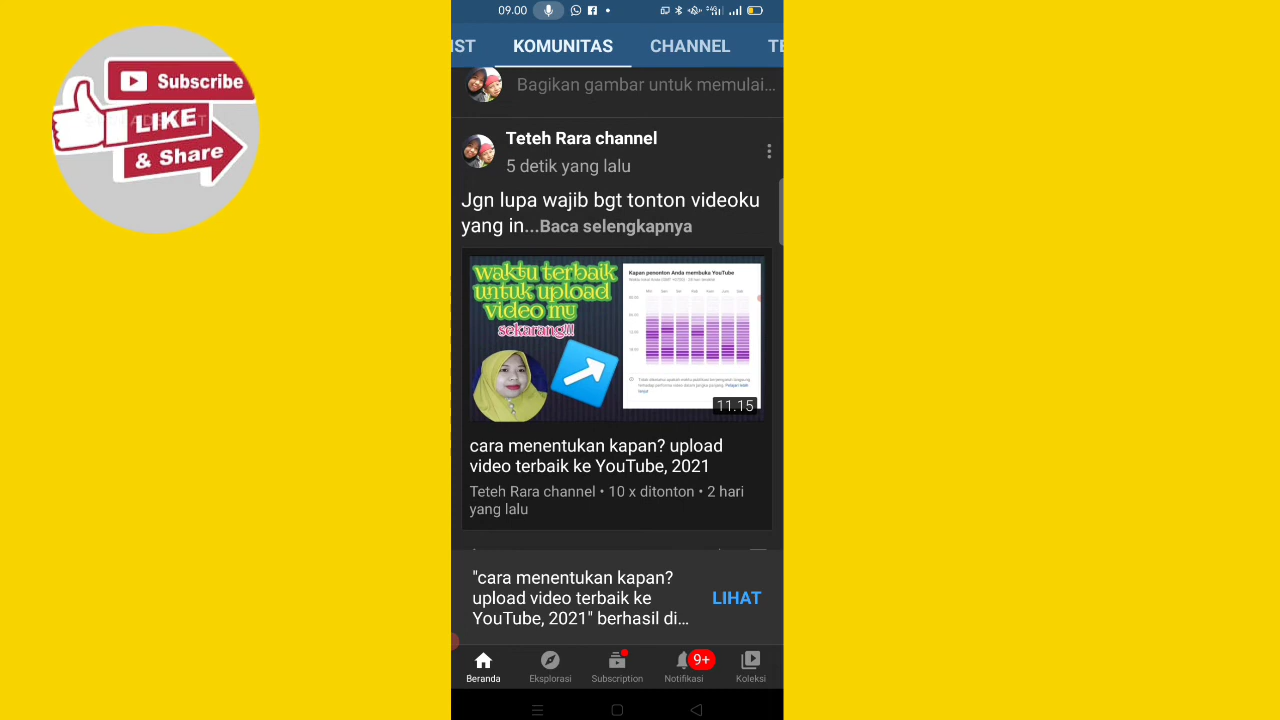 Subscribe
LIKE
& Share
09.00
IST KOMUNITAS CHANNEL TE
Bagikan gambar untuk memulai...
Teteh Rara channel
5 detik yang lalu
Jgn lupa wajib bgt tonton videoku
yang in...Baca selengkapnya
waktu terbaik
untuk upload
video mu
sekarang!!!
Kapan penonton Anda membuka YouTube
11.15
cara menentukan kapan? upload
video terbaik ke YouTube, 2021
Teteh Rara channel • 10 x ditonton • 2 hari
yang lalu
"cara menentukan kapan?
upload video terbaik ke
YouTube, 2021" berhasil di...
LIHAT
9+
Beranda Eksplorasi Subscription Notifikasi Koleksi